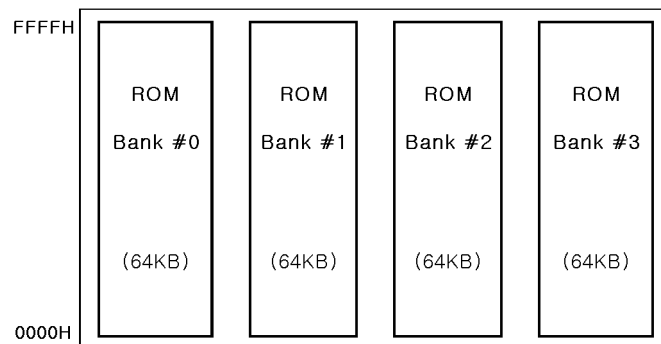 FFFFH
ROM ROM ROM ROM
Bank #0 Bank #1 Bank #2 Bank #3
(64KB) (64KB) (64KB) (64KB)
0000H